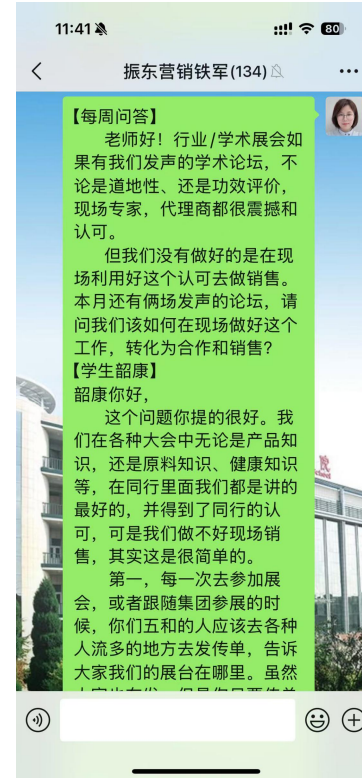 11:41
80
振东营销铁军(134)
【每周问答】
老师好！行业/学术展会如
果有我们发声的学术论坛，不
论是道地性、还是功效评价，
现场专家，代理商都很震撼和
认可。
但我们没有做好的是在现
场利用好这个认可去做销售。
本月还有俩场发声的论坛，请
问我们该如何在现场做好这个
工作，转化为合作和销售？
【学生韶康】
韶康你好，
这个问题你提的很好。我
们在各种大会中无论是产品知
识，还是原料知识、健康知识
等，在同行里面我们都是讲的
最好的，并得到了同行的认
可，可是我们做不好现场销
售，其实这是很简单的。
第一，每一次去参加展
会，或者跟随集团参展的时
候，你们五和的人应该去各种
人流多的地方去发传单，告诉
大家我们的展台在哪里。虽然